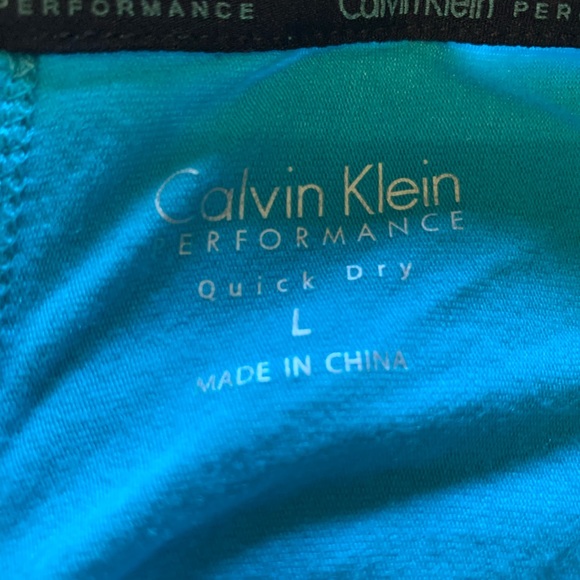 PERFORMANCE Calvin Klein PER
Calvin Klein
PERFORMANCE
Quick Dry
L
MADE IN CHINA